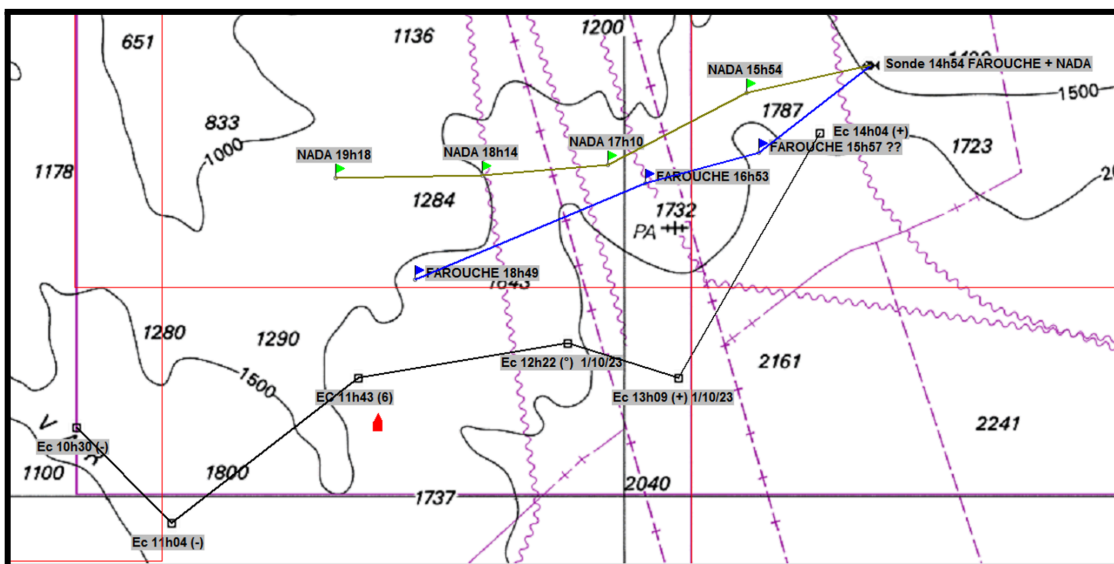 1200
651
1136
NADA 15h54
Sonde 14h54 FAROUCHE + NADA
1500
1787
833
Ec 14h04 (+)
NADA 17h10
1000
NADA 18h14
FAROUCHE 15h57 ??
1723
NADA 19h18
1178
FAROUCHE 16h53
1284
1732
PA
FAROUCHE 18h49
1643
1280
1290
Ec 12h22 (°) 1/10/23
2161
1500
EC 11h43 (6)
Ec 13h09 (+) 1/10/23
2241
V
Ec 10h30 (-)
1100
1800
2040
1737
Ec 11h04 (-)